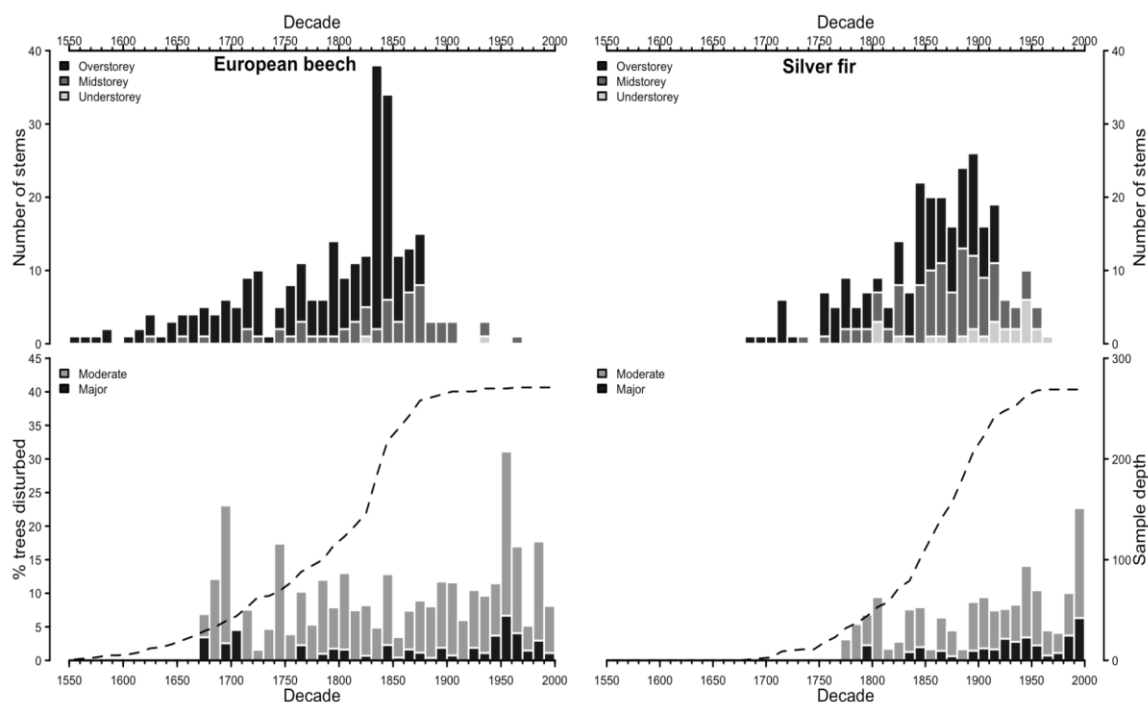 Decade
1550 1600 1650 1700 1750 1800 1850 1900 1950 2000
European beech
Overstorey
Midstorey
Understorey
40
30
20
10
0
Number of stems
Decade
1550 1600 1650 1700 1750 1800 1850 1900 1950 2000
Silver fir
Overstorey
Midstorey
Understorey
40
30
20
10
0
Number of stems
Moderate
Major
45
40
35
30
25
20
15
10
5
0
% trees disturbed
1550 1600 1650 1700 1750 1800 1850 1900 1950 2000
Decade
Moderate
Major
300
200
100
0
Sample depth
1550 1600 1650 1700 1750 1800 1850 1900 1950 2000
Decade